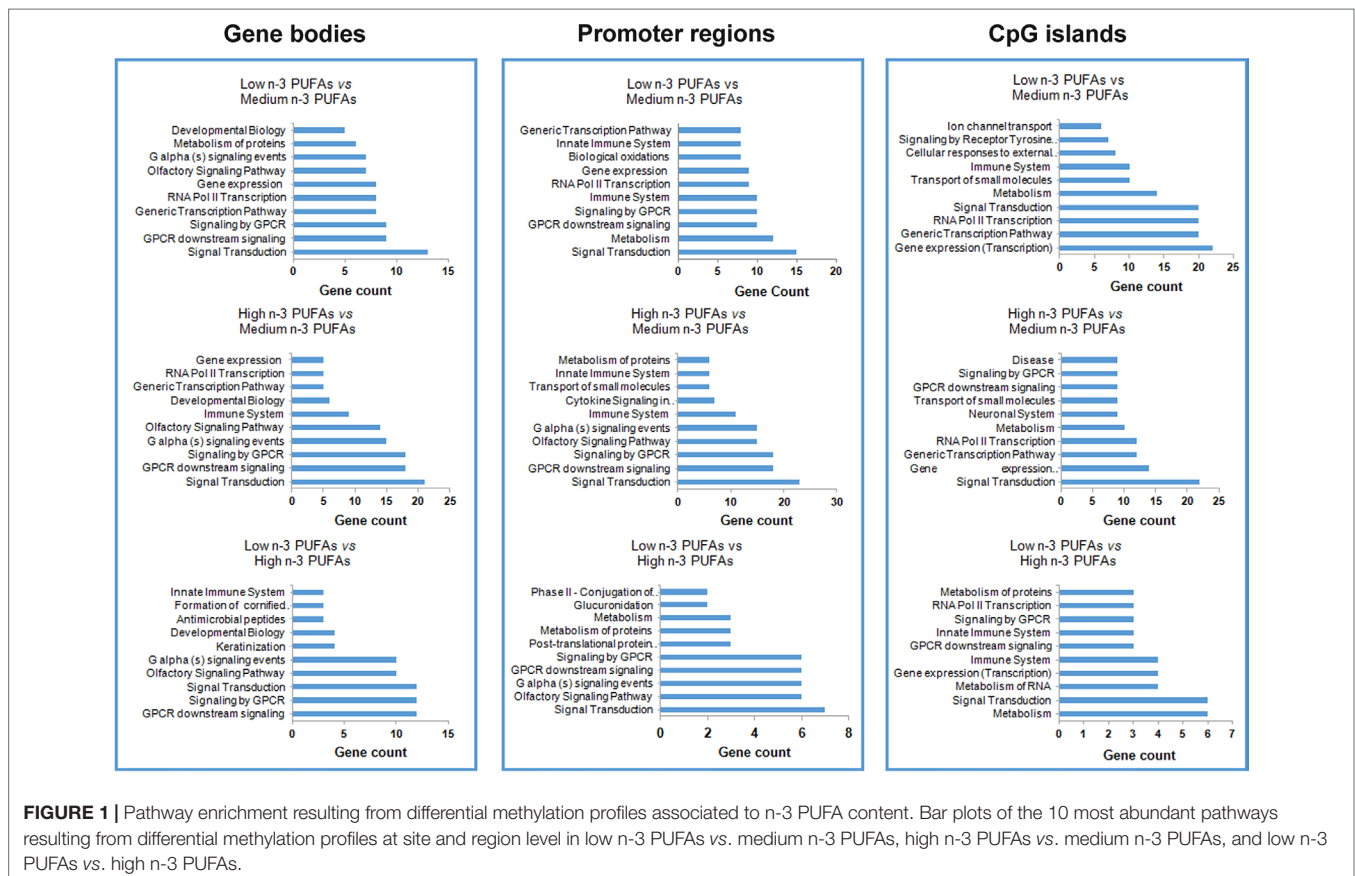 Gene bodies
Low n-3 PUFAs vs
Medium n-3 PUFAs
Developmental Biology
Metabolism of proteins
G alpha (s) signaling events
Olfactory Signaling Pathway
Gene expression
RNA Pol II Transcription
Generic Transcription Pathway
Signaling by GPCR
GPCR downstream signaling
Signal Transduction
0 5 10 15
Gene count
High n-3 PUFAs vs
Medium n-3 PUFAs
Gene expression
RNA Pol II Transcription
Generic Transcription Pathway
Developmental Biology
Immune System
Olfactory Signaling Pathway
G alpha (s) signaling events
Signaling by GPCR
GPCR downstream signaling
Signal Transduction
0 5 10 15 20 25
Gene count
Low n-3 PUFAs vs
High n-3 PUFAs
Innate Immune System
Formation of cornified..
Antimicrobial peptides
Developmental Biology
Keratinization
G alpha (s) signaling events
Olfactory Signaling Pathway
Signal Transduction
Signaling by GPCR
GPCR downstream signaling
0 5 10 15
Gene count
Promoter regions
Low n-3 PUFAs vs
Medium n-3 PUFAs
Generic Transcription Pathway
Innate Immune System
Biological oxidations
Gene expression
RNA Pol II Transcription
Immune System
Signaling by GPCR
GPCR downstream signaling
Metabolism
Signal Transduction
0 5 10 15 20
Gene Count
High n-3 PUFAs vs
Medium n-3 PUFAs
Metabolism of proteins
Innate Immune System
Transport of small molecules
Cytokine Signaling in..
Immune System
G alpha (s) signaling events
Olfactory Signaling Pathway
Signaling by GPCR
GPCR downstream signaling
Signal Transduction
0 10 20 30
Gene count
Low n-3 PUFAs vs
High n-3 PUFAs
Phase II - Conjugation of..
Glucuronidation
Metabolism
Metabolism of proteins
Post-translational protein..
Signaling by GPCR
GPCR downstream signaling
G alpha (s) signaling events
Olfactory Signaling Pathway
Signal Transduction
0 2 4 6 8
Gene count
CpG islands
Low n-3 PUFAs vs
Medium n-3 PUFAs
Ion channel transport
Signaling by Receptor Tyrosine..
Cellular responses to external..
Immune System
Transport of small molecules
Metabolism
Signal Transduction
RNA Pol II Transcription
Generic Transcription Pathway
Gene expression (Transcription)
0 5 10 15 20 25
Gene count
High n-3 PUFAs vs
Medium n-3 PUFAs
Disease
Signaling by GPCR
GPCR downstream signaling
Transport of small molecules
Neuronal System
Metabolism
RNA Pol II Transcription
Generic Transcription Pathway
Gene expression..
Signal Transduction
0 5 10 15 20 25
Gene count
Low n-3 PUFAs vs
High n-3 PUFAs
Metabolism of proteins
RNA Pol II Transcription
Signaling by GPCR
Innate Immune System
GPCR downstream signaling
Immune System
Gene expression (Transcription)
Metabolism of RNA
Signal Transduction
Metabolism
0 1 2 3 4 5 6 7
Gene count
FIGURE 1 | Pathway enrichment resulting from differential methylation profiles associated to n-3 PUFA content. Bar plots of the 10 most abundant pathways
resulting from differential methylation profiles at site and region level in low n-3 PUFAs vs. medium n-3 PUFAs, high n-3 PUFAs vs. medium n-3 PUFAs, and low n-3
PUFAs vs. high n-3 PUFAs.